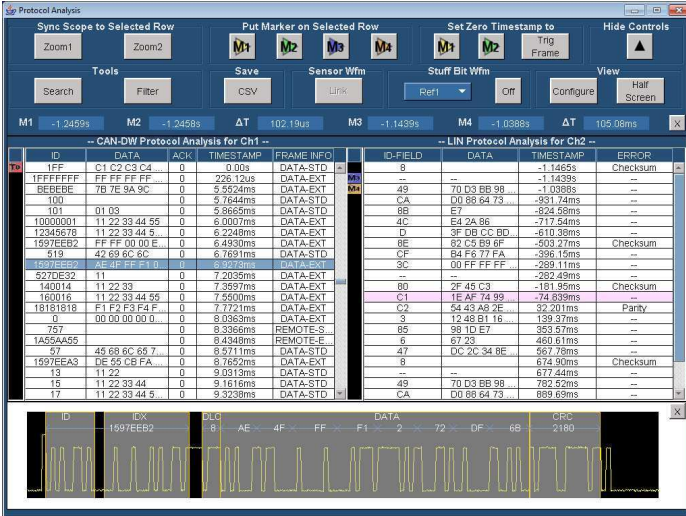 Protocol Analysis
Sync Scope to Selected Row Put Marker on Selected Row Set Zero Timestamp to Hide Controls
Zoom1 Zoom2 M1 M2 M3 M4 M1 M2 Trig Frame ▲
Tools Save Sensor Wfm Stuff Bit Wfm View
Search Filter CSV Link Ref1 Off Configure Half Screen
M1 -1.2459s M2 -1.2458s ΔT 102.19us M3 -1.1439s M4 -1.0388s ΔT 105.08ms X
-- CAN-DW Protocol Analysis for Ch1 -- -- LIN Protocol Analysis for Ch2 --
ID DATA ACK TIMESTAMP FRAME INFO ID-FIELD DATA TIMESTAMP ERROR
1FF C1 C2 C3 C4 ... 0 0.00s DATA-STD 8 -1.1465s Checksum
1FFFFFFF FF FF FF FF ... 0 226.12us DATA-EXT M3 -- -- -1.1439s --
BEBEBE 7B 7E 9A 9C 0 5.5524ms DATA-EXT M4 49 70 D3 BB 98 ... -1.0388s --
100 0 5.7644ms DATA-STD CA D0 88 64 73 ... -931.74ms --
101 01 03 0 5.8665ms DATA-STD 8B E7 -824.58ms --
10000001 11 22 33 44 55 0 6.0007ms DATA-EXT 4C E4 2A 86 -717.54ms --
12345678 11 22 33 44 5... 0 6.2248ms DATA-EXT D 3F DB CC BD... -610.38ms --
1597EEB2 FF FF 00 00 E... 0 6.4930ms DATA-EXT 8E 82 C5 B9 6F -503.27ms Checksum
519 42 69 6C 6C 0 6.7691ms DATA-STD CF B4 F6 77 FA -396.15ms --
1597EEB2 AE 4F FF F1 0... 0 6.9273ms DATA-EXT 3C 00 FF FF FF ... -289.11ms --
527DE32 11 0 7.2035ms DATA-EXT -- -- -282.49ms --
140014 11 22 33 0 7.3597ms DATA-EXT 80 2F 45 C3 -181.95ms Checksum
160016 11 22 33 44 55 0 7.5500ms DATA-EXT C1 1E AF 74 99 ... -74.839ms --
18181818 F1 F2 F3 F4 F... 0 7.7721ms DATA-EXT C2 54 43 A8 2E ... 32.201ms Parity
0 00 00 00 00 0... 0 8.0363ms DATA-EXT 3 12 48 B1 16 ... 139.37ms --
757 0 8.3366ms REMOTE-S... 85 98 1D E7 353.57ms --
1A55AA55 0 8.4348ms REMOTE-E... 6 67 23 460.61ms --
57 45 68 6C 65 7... 0 8.5711ms DATA-STD 47 DC 2C 34 8E ... 567.78ms --
1597EEA3 DE 55 CB FA ... 0 8.7652ms DATA-EXT 8 674.90ms Checksum
13 11 22 0 9.0313ms DATA-STD -- -- 677.44ms --
15 11 22 33 44 0 9.1616ms DATA-STD 49 70 D3 BB 98 ... 782.52ms --
17 11 22 33 44 5... 0 9.3238ms DATA-STD CA D0 88 64 73 ... 889.69ms --
X
ID IDX DLC DATA CRC
1597EEB2 8 AE 4F FF F1 2 72 DF 6B 2180